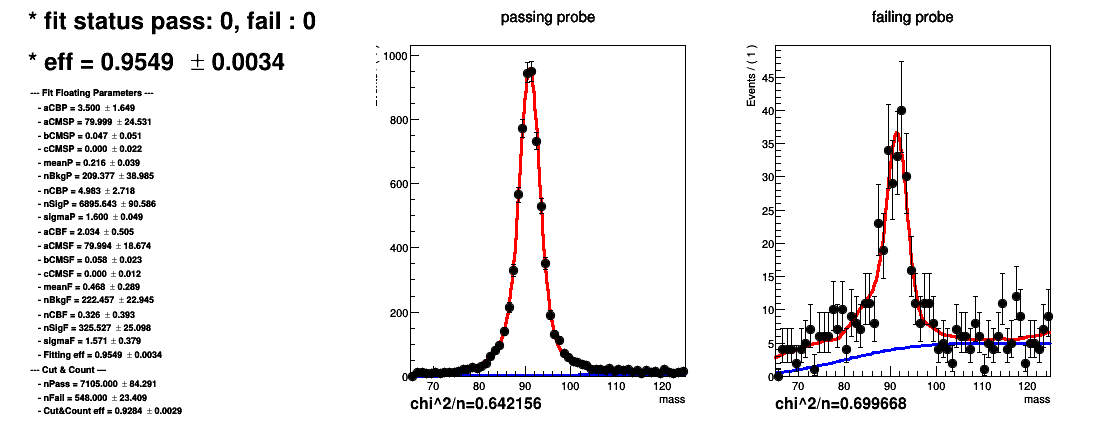 * fit status pass: 0, fail : 0
* eff = 0.9549 ± 0.0034
--- Fit Floating Parameters ---
- aCBP = 3.500 ± 1.649
- aCMSP = 79.999 ± 24.531
- bCMSP = 0.047 ± 0.051
- cCMSP = 0.000 ± 0.022
- meanP = 0.216 ± 0.039
- nBkgP = 209.377 ± 38.985
- nCBP = 4.983 ± 2.718
- nSigP = 6895.643 ± 90.586
- sigmaP = 1.600 ± 0.049
- aCBF = 2.034 ± 0.505
- aCMSF = 79.994 ± 18.674
- bCMSF = 0.058 ± 0.023
- cCMSF = 0.000 ± 0.012
- meanF = 0.468 ± 0.289
- nBkgF = 222.457 ± 22.945
- nCBF = 0.326 ± 0.393
- nSigF = 325.527 ± 25.098
- sigmaF = 1.571 ± 0.379
- Fitting eff = 0.9549 ± 0.0034
--- Cut & Count ---
- nPass = 7105.000 ± 84.291
- nFail = 548.000 ± 23.409
- Cut&Count eff = 0.9284 ± 0.0029
passing probe
1000
800
600
400
200
0
70 80 90 100 110 120
mass
chi^2/n=0.642156
failing probe
Events / ( 1 )
45
40
35
30
25
20
15
10
5
0
70 80 90 100 110 120
mass
chi^2/n=0.699668